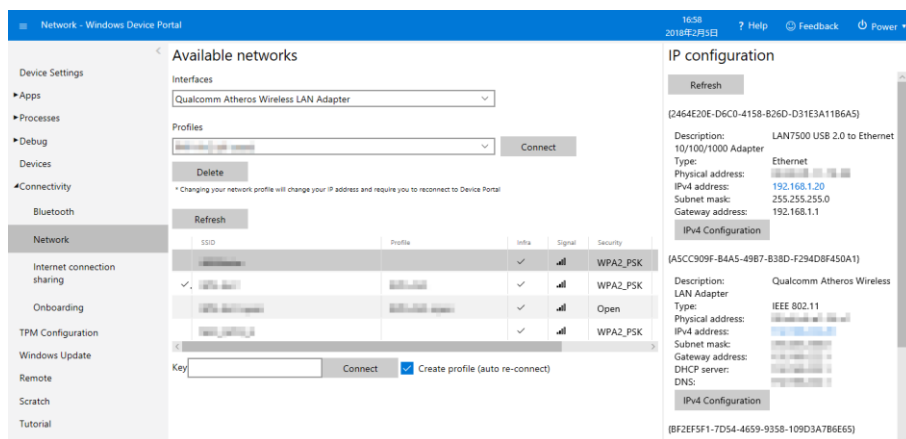 Network - Windows Device Portal
16:58
2018年2月5日
? Help
Feedback
Power
Device Settings
Apps
Processes
Debug
Devices
Connectivity
Bluetooth
Network
Internet connection
sharing
Onboarding
TPM Configuration
Windows Update
Remote
Scratch
Tutorial
Available networks
Interfaces
Qualcomm Atheros Wireless LAN Adapter
Profiles
Connect
Delete
* Changing your network profile will change your IP address and require you to reconnect to Device Portal
Refresh
SSID Profile Infra Signal Security
WPA2_PSK
WPA2_PSK
Open
WPA2_PSK
Key Connect Create profile (auto re-connect)
IP configuration
Refresh
{2464E20E-D6C0-4158-B26D-D31E3A11B6A5}
Description: LAN7500 USB 2.0 to Ethernet
10/100/1000 Adapter
Type: Ethernet
Physical address:
IPv4 address: 192.168.1.20
Subnet mask: 255.255.255.0
Gateway address: 192.168.1.1
IPv4 Configuration
{A5CC909F-B4A5-49B7-B38D-F294D8F450A1}
Description: Qualcomm Atheros Wireless
LAN Adapter
Type: IEEE 802.11
Physical address:
IPv4 address:
Subnet mask:
Gateway address:
DHCP server:
DNS:
IPv4 Configuration
{BF2EF5F1-7D54-4659-9358-109D3A7B6E65}